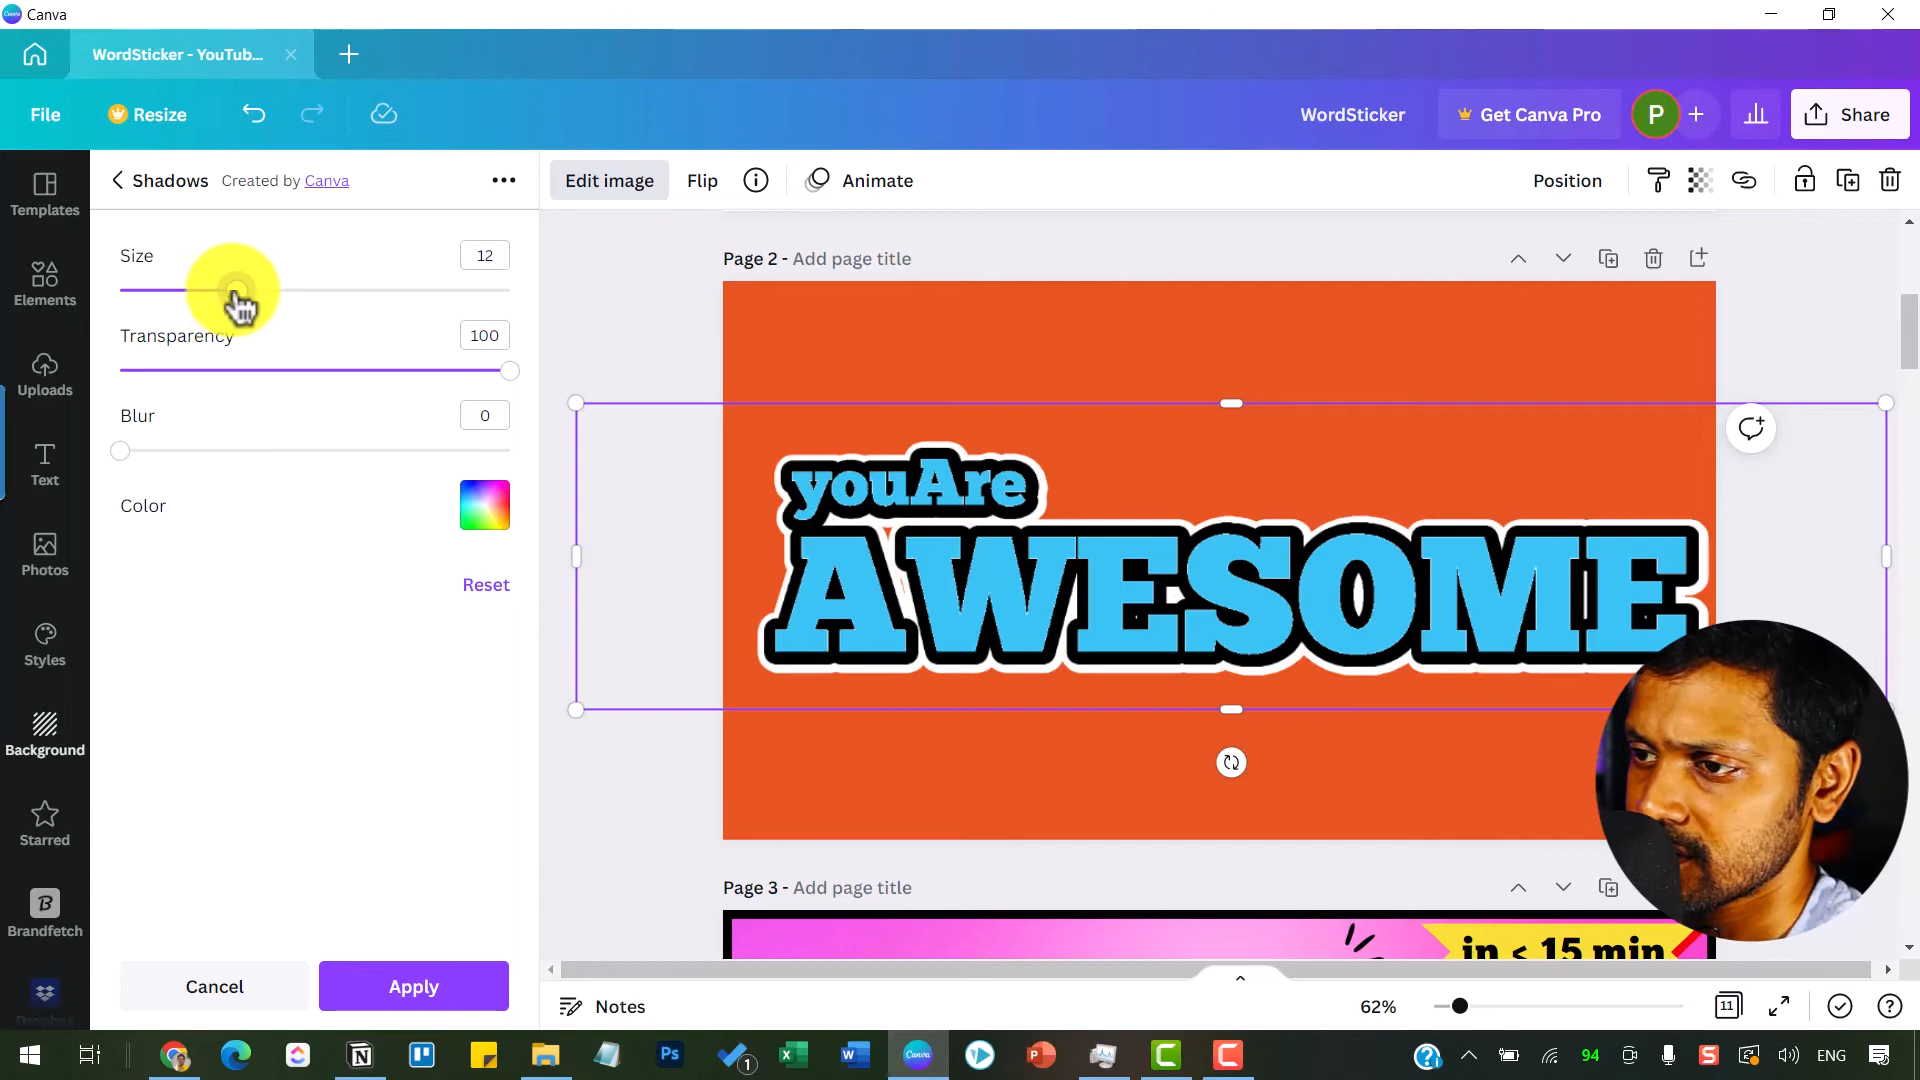 Canva
WordSticker - YouTub...
File
Resize
WordSticker
Get Canva Pro
P
Share
Templates
Elements
Uploads
Text
Photos
Styles
Background
Starred
Brandfetch
Dropbox
Shadows Created by Canva
Size 12
Transparency 100
Blur 0
Color
Reset
Cancel
Apply
Edit image
Flip
Animate
Position
Page 2 - Add page title
youAre
AWESOME
Page 3 - Add page title
in < 15 min
Notes
62%
11
1
94
ENG